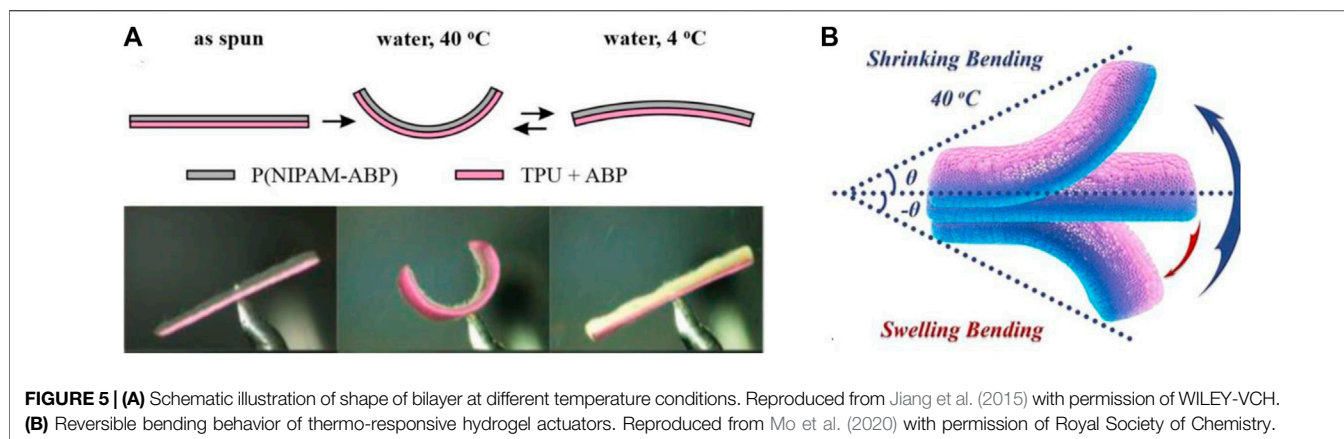 A
as spun
water, 40 °C
water, 4 °C
P(NIPAM-ABP)
TPU + ABP
B
Shrinking Bending
40 °C
θ
-θ
Swelling Bending
FIGURE 5 | (A) Schematic illustration of shape of bilayer at different temperature conditions. Reproduced from Jiang et al. (2015) with permission of WILEY-VCH.
(B) Reversible bending behavior of thermo-responsive hydrogel actuators. Reproduced from Mo et al. (2020) with permission of Royal Society of Chemistry.